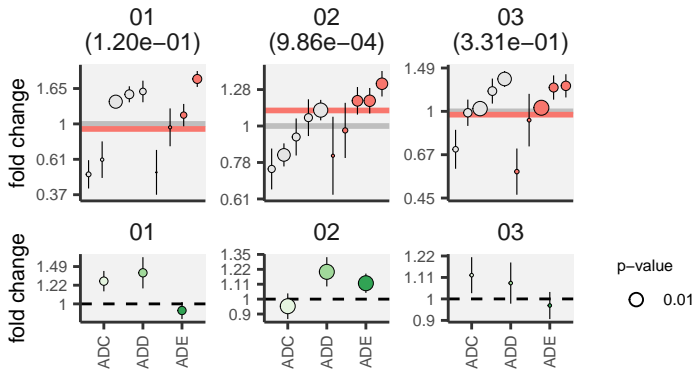 01
(1.20e−01)
02
(9.86e−04)
03
(3.31e−01)
fold change
1.65
1
0.61
0.37
1.28
1
0.78
0.61
1.49
1
0.67
0.45
01
02
03
fold change
1.49
1.22
1
1.35
1.22
1.11
1
0.9
1.22
1.11
1
0.9
ADC
ADD
ADE
ADC
ADD
ADE
ADC
ADD
ADE
p−value
0.01